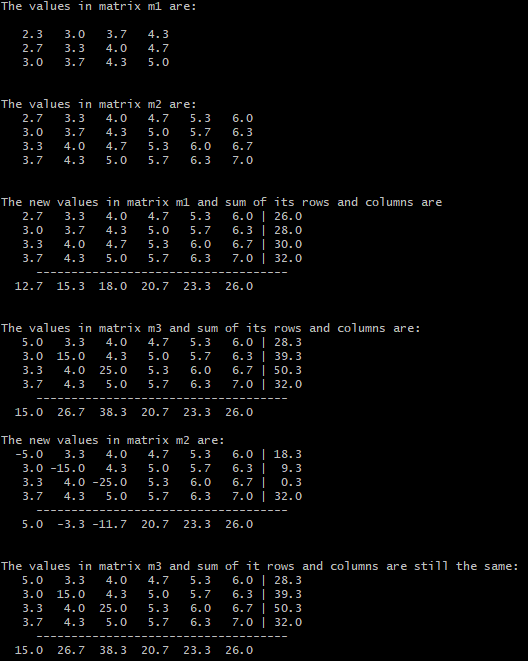 The values in matrix m1 are:
2.3 3.0 3.7 4.3
2.7 3.3 4.0 4.7
3.0 3.7 4.3 5.0
The values in matrix m2 are:
2.7 3.3 4.0 4.7 5.3 6.0
3.0 3.7 4.3 5.0 5.7 6.3
3.3 4.0 4.7 5.3 6.0 6.7
3.7 4.3 5.0 5.7 6.3 7.0
The new values in matrix m1 and sum of its rows and columns are
2.7 3.3 4.0 4.7 5.3 6.0 | 26.0
3.0 3.7 4.3 5.0 5.7 6.3 | 28.0
3.3 4.0 4.7 5.3 6.0 6.7 | 30.0
3.7 4.3 5.0 5.7 6.3 7.0 | 32.0
------------------------------------
12.7 15.3 18.0 20.7 23.3 26.0
The values in matrix m3 and sum of its rows and columns are:
5.0 3.3 4.0 4.7 5.3 6.0 | 28.3
3.0 15.0 4.3 5.0 5.7 6.3 | 39.3
3.3 4.0 25.0 5.3 6.0 6.7 | 50.3
3.7 4.3 5.0 5.7 6.3 7.0 | 32.0
------------------------------------
15.0 26.7 38.3 20.7 23.3 26.0
The new values in matrix m2 are:
-5.0 3.3 4.0 4.7 5.3 6.0 | 18.3
3.0 -15.0 4.3 5.0 5.7 6.3 | 9.3
3.3 4.0 -25.0 5.3 6.0 6.7 | 0.3
3.7 4.3 5.0 5.7 6.3 7.0 | 32.0
------------------------------------
5.0 -3.3 -11.7 20.7 23.3 26.0
The values in matrix m3 and sum of it rows and columns are still the same:
5.0 3.3 4.0 4.7 5.3 6.0 | 28.3
3.0 15.0 4.3 5.0 5.7 6.3 | 39.3
3.3 4.0 25.0 5.3 6.0 6.7 | 50.3
3.7 4.3 5.0 5.7 6.3 7.0 | 32.0
------------------------------------
15.0 26.7 38.3 20.7 23.3 26.0